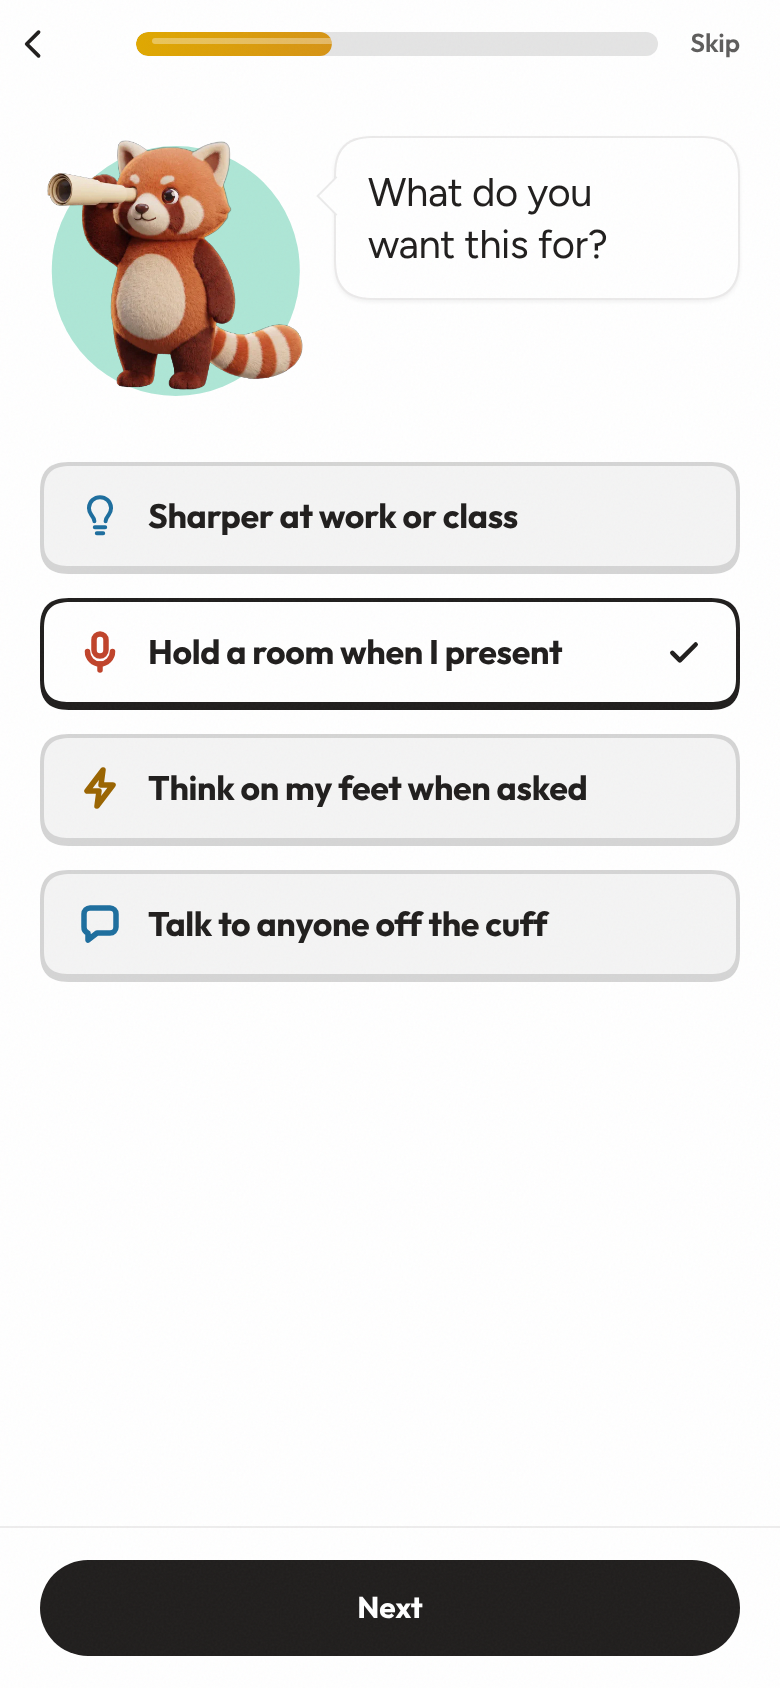 Skip
What do you
want this for?
Sharper at work or class
Hold a room when I present
Think on my feet when asked
Talk to anyone off the cuff
Next